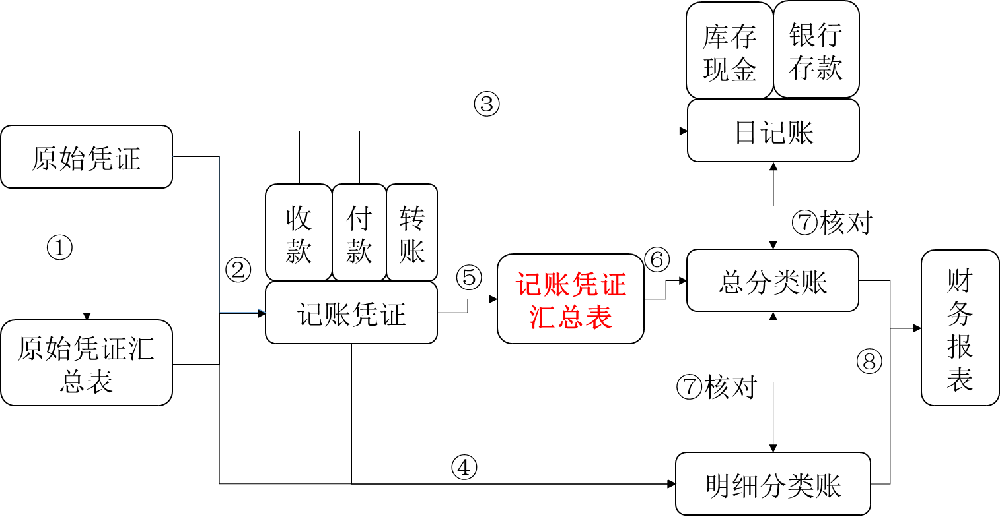 库存
现金
银行
存款
③
日记账
原始凭证
①
②
收
款
付
款
转
账
⑦核对
⑤
⑥
记账凭证
记账凭证
汇总表
总分类账
财
务
报
表
原始凭证汇
总表
⑧
⑦核对
④
明细分类账